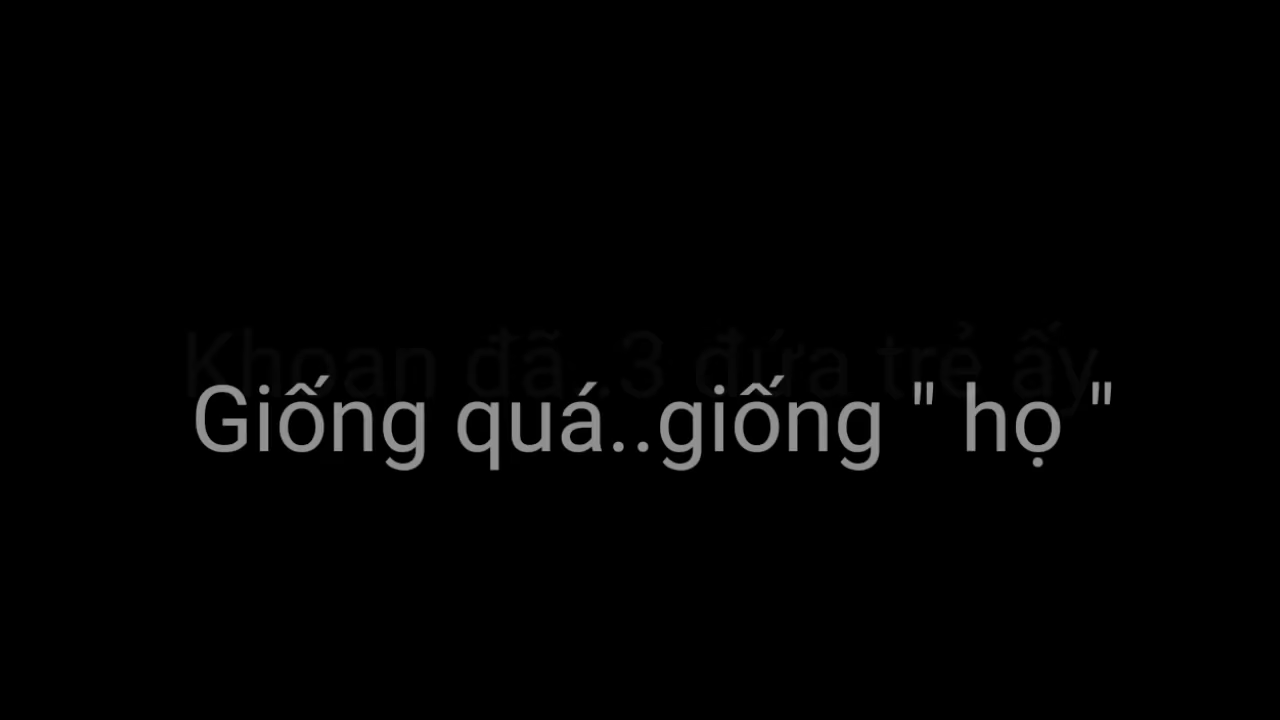 Khoan đã..3 đứa trẻ ấy
Giống quá..giống " họ "